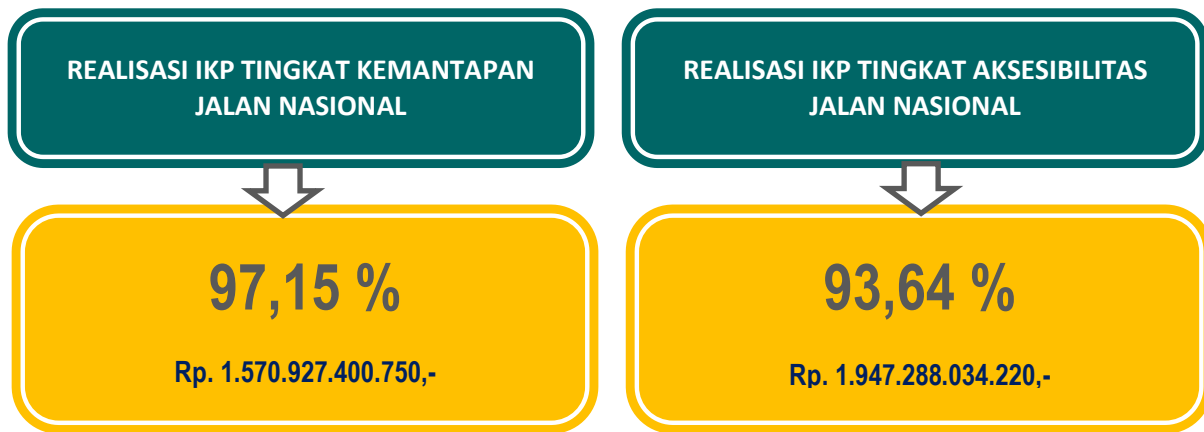 REALISASI IKP TINGKAT KEMANTAPAN
JALAN NASIONAL
97,15 %
Rp. 1.570.927.400.750,-
REALISASI IKP TINGKAT AKSESIBILITAS
JALAN NASIONAL
93,64 %
Rp. 1.947.288.034.220,-